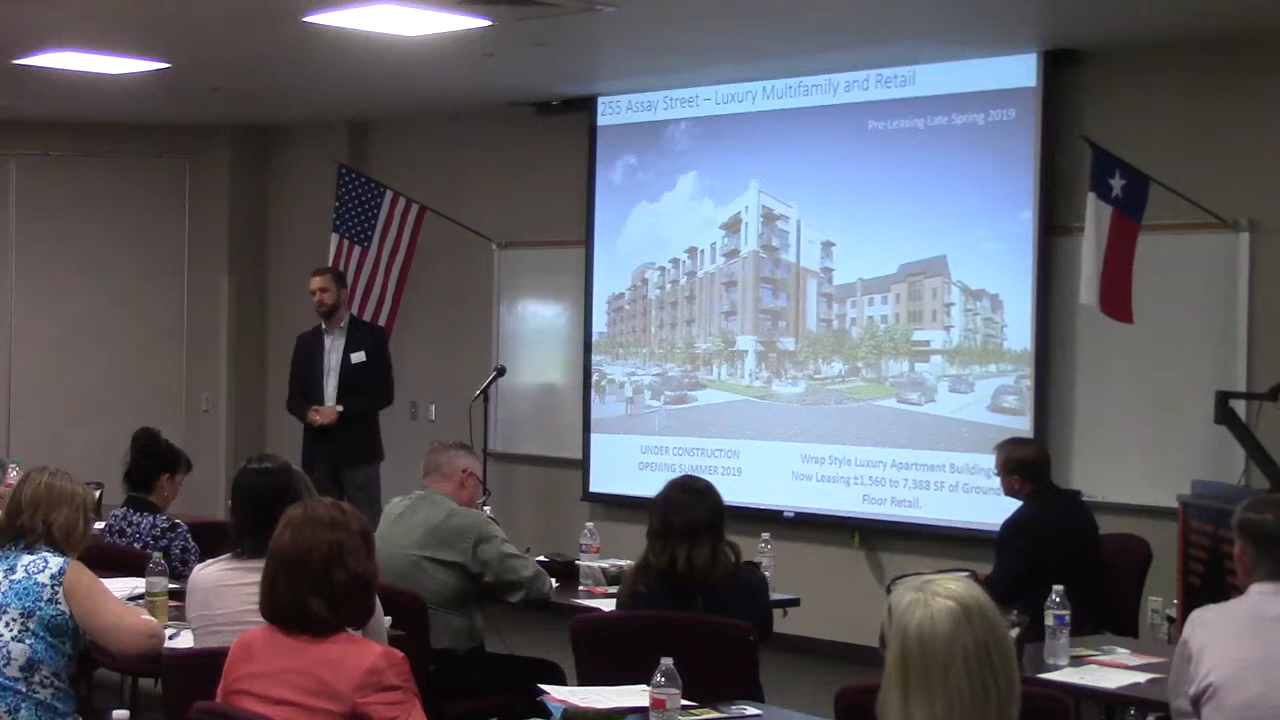 255 Assay Street – Luxury Multifamily and Retail
Pre-Leasing Late Spring 2019
UNDER CONSTRUCTION
OPENING SUMMER 2019
Wrap Style Luxury Apartment Building
Now Leasing ±1,560 to 7,388 SF of Ground
Floor Retail.